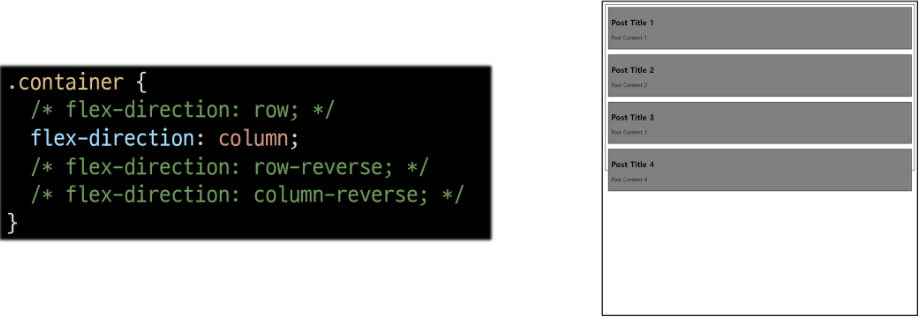 .container {
/* flex-direction: row; */
flex-direction: column;
/* flex-direction: row-reverse; */
/* flex-direction: column-reverse; */
}
Post Title 1
Post Content 1
Post Title 2
Post Content 2
Post Title 3
Post Content 3
Post Title 4
Post Content 4